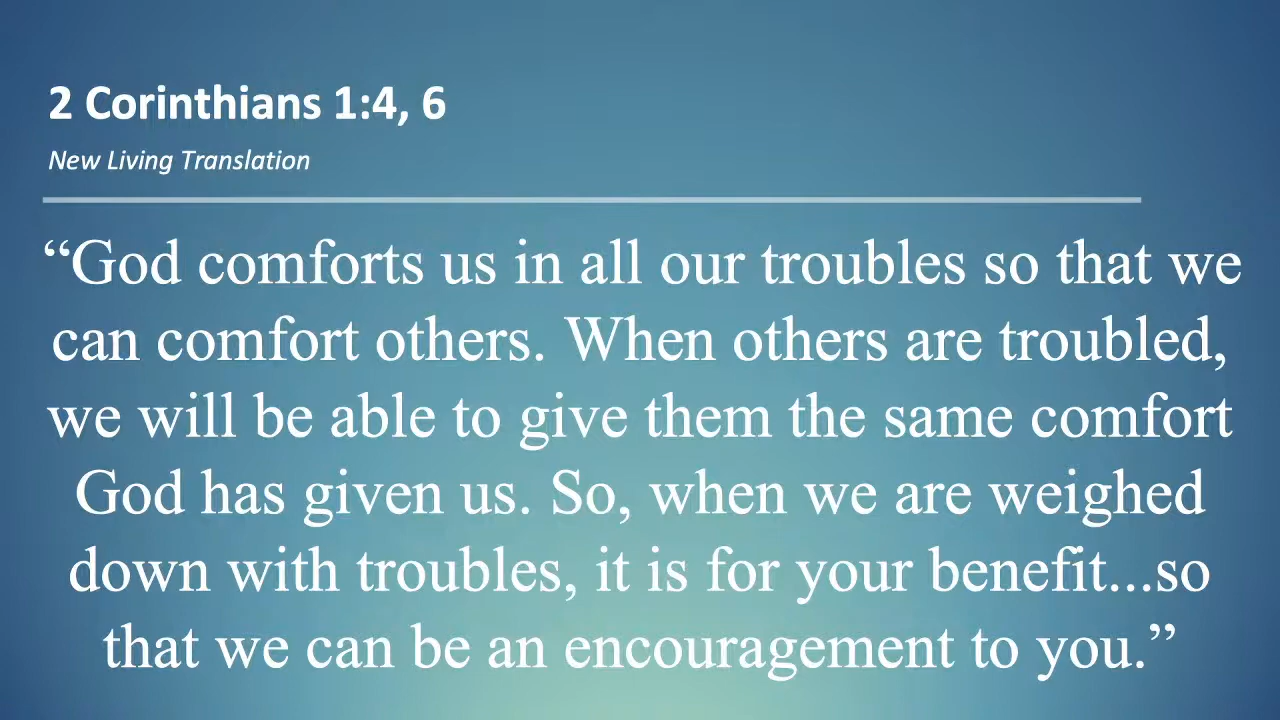 2 Corinthians 1:4, 6
New Living Translation
“God comforts us in all our troubles so that we
can comfort others. When others are troubled,
we will be able to give them the same comfort
God has given us. So, when we are weighed
down with troubles, it is for your benefit...so
that we can be an encouragement to you.”